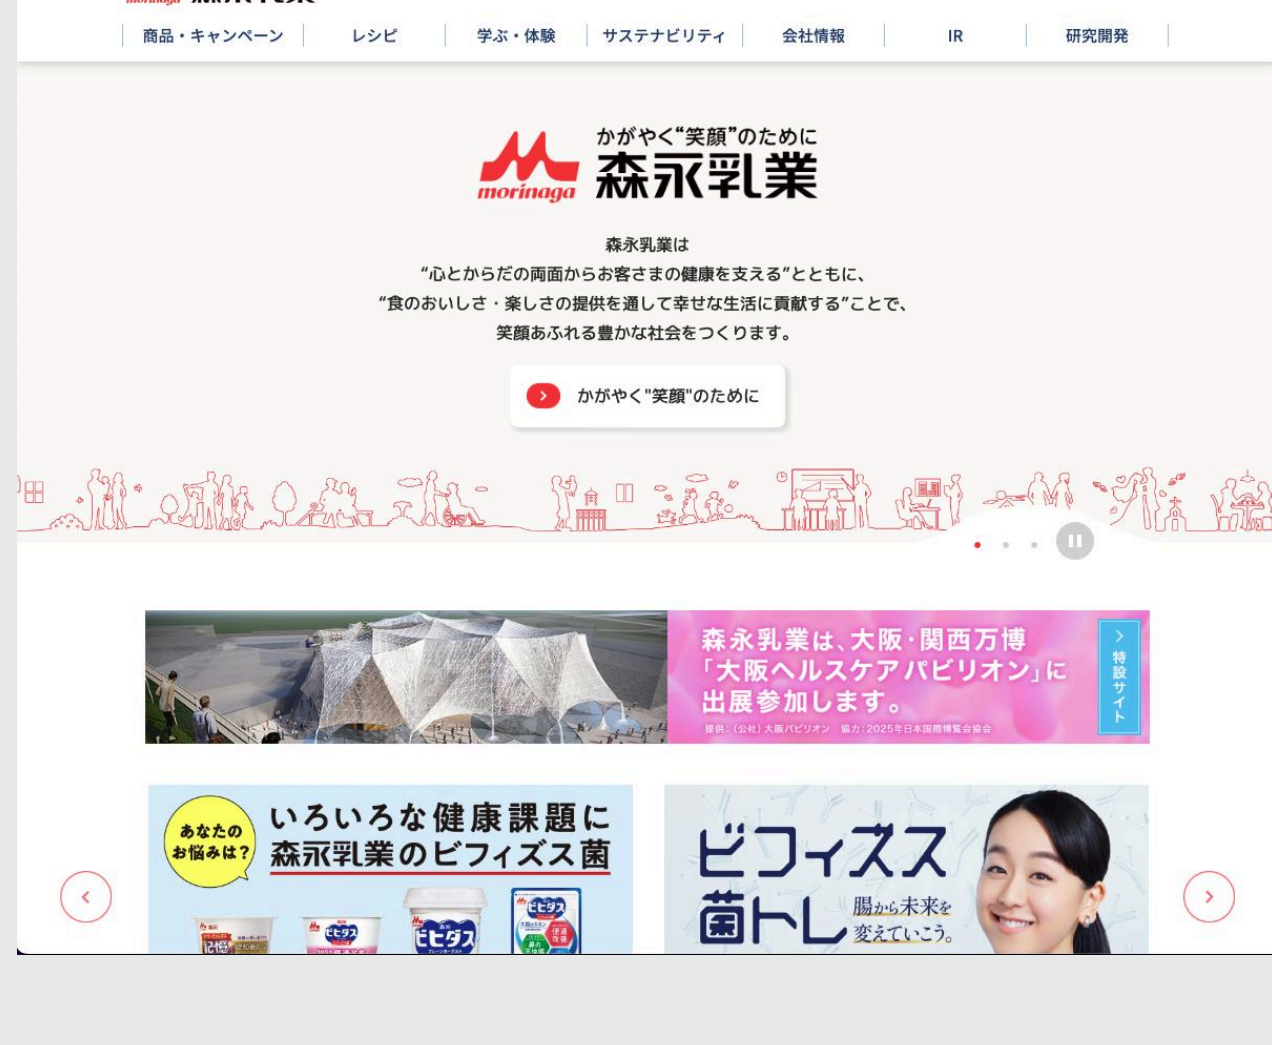 商品・キャンペーン
レシピ
学ぶ・体験
サステナビリティ
会社情報
IR
研究開発
かがやく“笑顔”のために
morinaga 森永乳業
森永乳業は
“心とからだの両面からお客さまの健康を支える”とともに、
“食のおいしさ・楽しさの提供を通して幸せな生活に貢献する”ことで、
笑顔あふれる豊かな社会をつくります。
かがやく"笑顔"のために
森永乳業は、大阪・関西万博
「大阪ヘルスケアパビリオン」に
出展参加します。
提供：(公社)大阪パビリオン 協力：2025年日本国際博覧会協会
特設サイト
あなたの
お悩みは？
いろいろな健康課題に
森永乳業のビフィズス菌
記憶
ビヒダス
ビヒダス
ビヒダス
便通
改善
ビフィズス
菌トレ
腸から未来を
変えていこう。